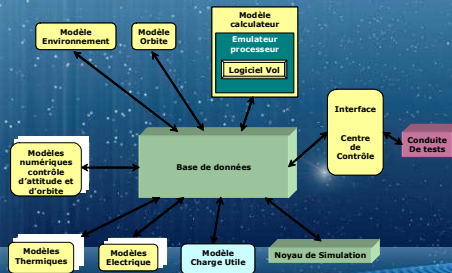 Modèle
Environnement
Modèle
Orbite
Modèle
calculateur
Emulateur
processeur
Logiciel Vol
Interface
Centre
de
Contrôle
Conduite
De tests
Base de données
Modèles
numériques
contrôle
d'attitude et
d'orbite
Modèles
Thermiques
Modèles
Electrique
Modèle
Charge Utile
Noyau de Simulation